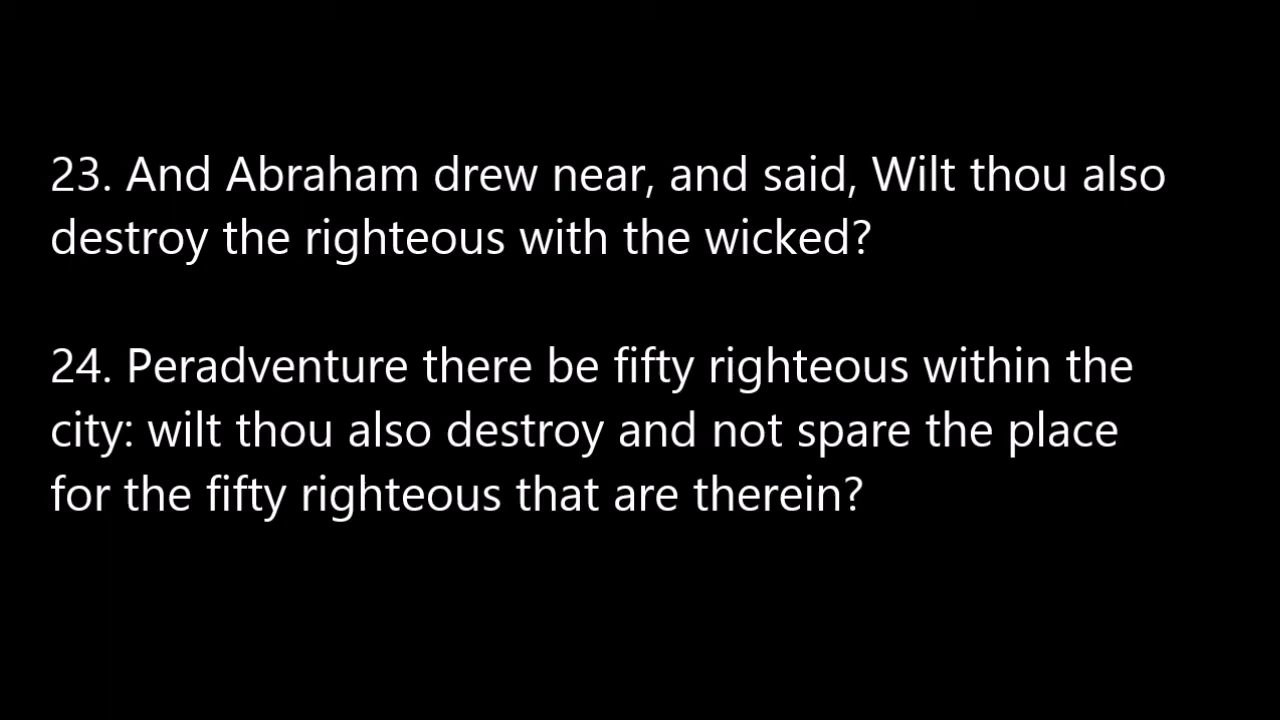 23. And Abraham drew near, and said, Wilt thou also
destroy the righteous with the wicked?
24. Peradventure there be fifty righteous within the
city: wilt thou also destroy and not spare the place
for the fifty righteous that are therein?